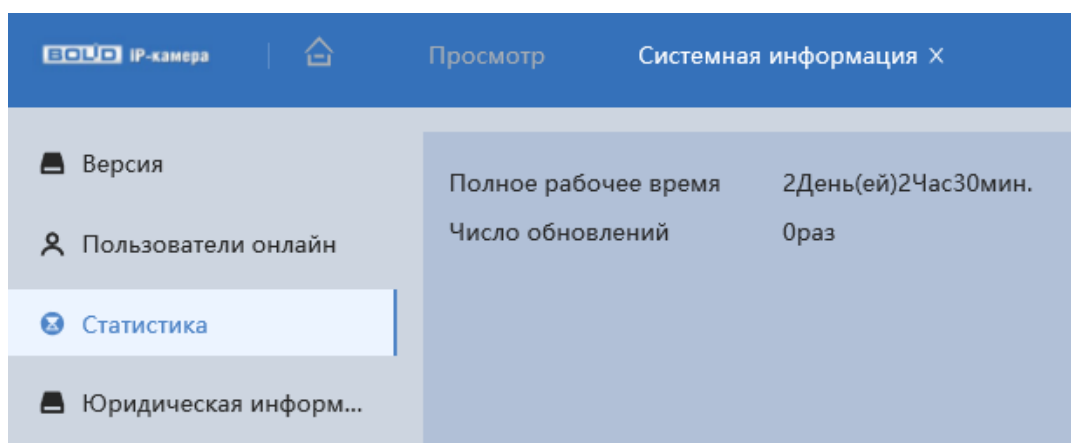 BOLID IP-камера
Просмотр
Системная информация X
Версия
Пользователи онлайн
Статистика
Юридическая информ...
Полное рабочее время 2День(ей)2Час30мин.
Число обновлений 0раз